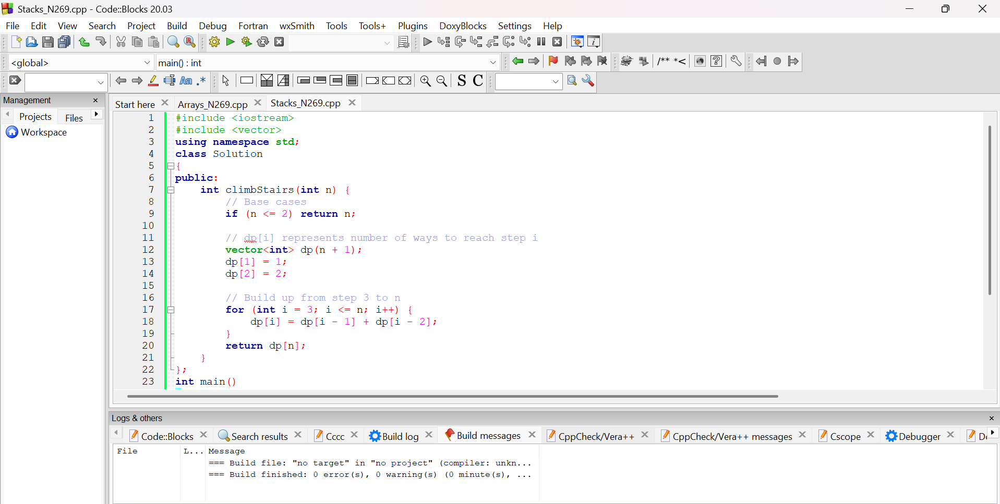 Stacks_N269.cpp - Code::Blocks 20.03
File Edit View Search Project Build Debug Fortran wxSmith Tools Tools+ Plugins DoxyBlocks Settings Help
<global> main() : int /** *<
Aa .* S C
Management
Projects Files
Workspace
Start here Arrays_N269.cpp Stacks_N269.cpp
1 #include <iostream>
2 #include <vector>
3 using namespace std;
4 class Solution
5 {
6 public:
7 int climbStairs(int n) {
8 // Base cases
9 if (n <= 2) return n;
10
11 // dp[i] represents number of ways to reach step i
12 vector<int> dp(n + 1);
13 dp[1] = 1;
14 dp[2] = 2;
15
16 // Build up from step 3 to n
17 for (int i = 3; i <= n; i++) {
18 dp[i] = dp[i - 1] + dp[i - 2];
19 }
20 return dp[n];
21 }
22 };
23 int main()
Logs & others
Code::Blocks Search results Cccc Build log Build messages CppCheck/Vera++ CppCheck/Vera++ messages Cscope Debugger
File L... Message
=== Build file: "no target" in "no project" (compiler: unkn...
=== Build finished: 0 error(s), 0 warning(s) (0 minute(s), ...